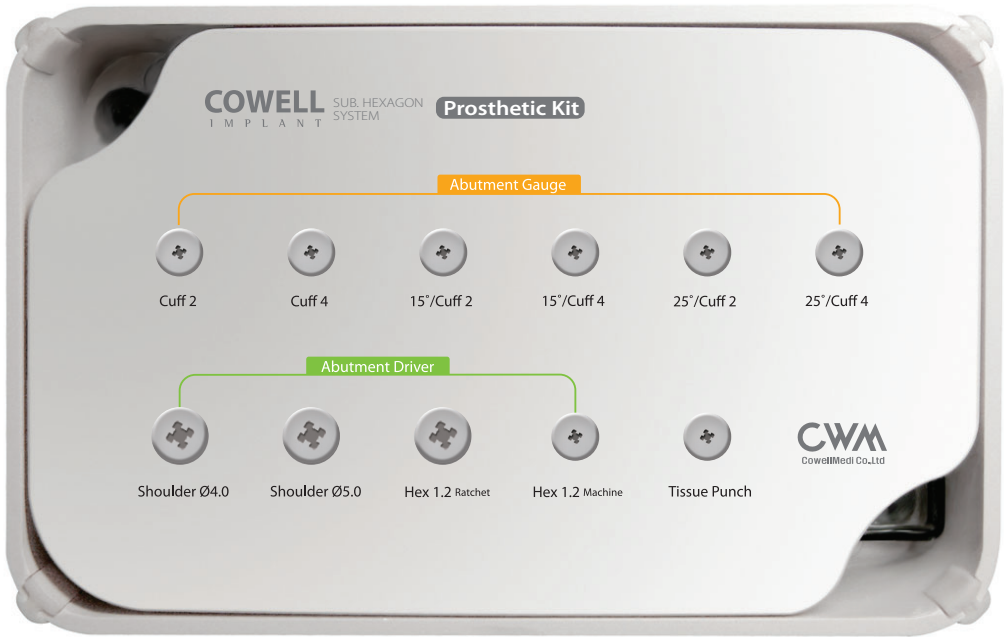 COWELL
IMPLANT
SUB. HEXAGON
SYSTEM
Prosthetic Kit
Abutment Gauge
Cuff 2
Cuff 4
15°/Cuff 2
15°/Cuff 4
25°/Cuff 2
25°/Cuff 4
Abutment Driver
Shoulder Ø4.0
Shoulder Ø5.0
Hex 1.2 Ratchet
Hex 1.2 Machine
Tissue Punch
CWM
CowellMedi Co.,Ltd